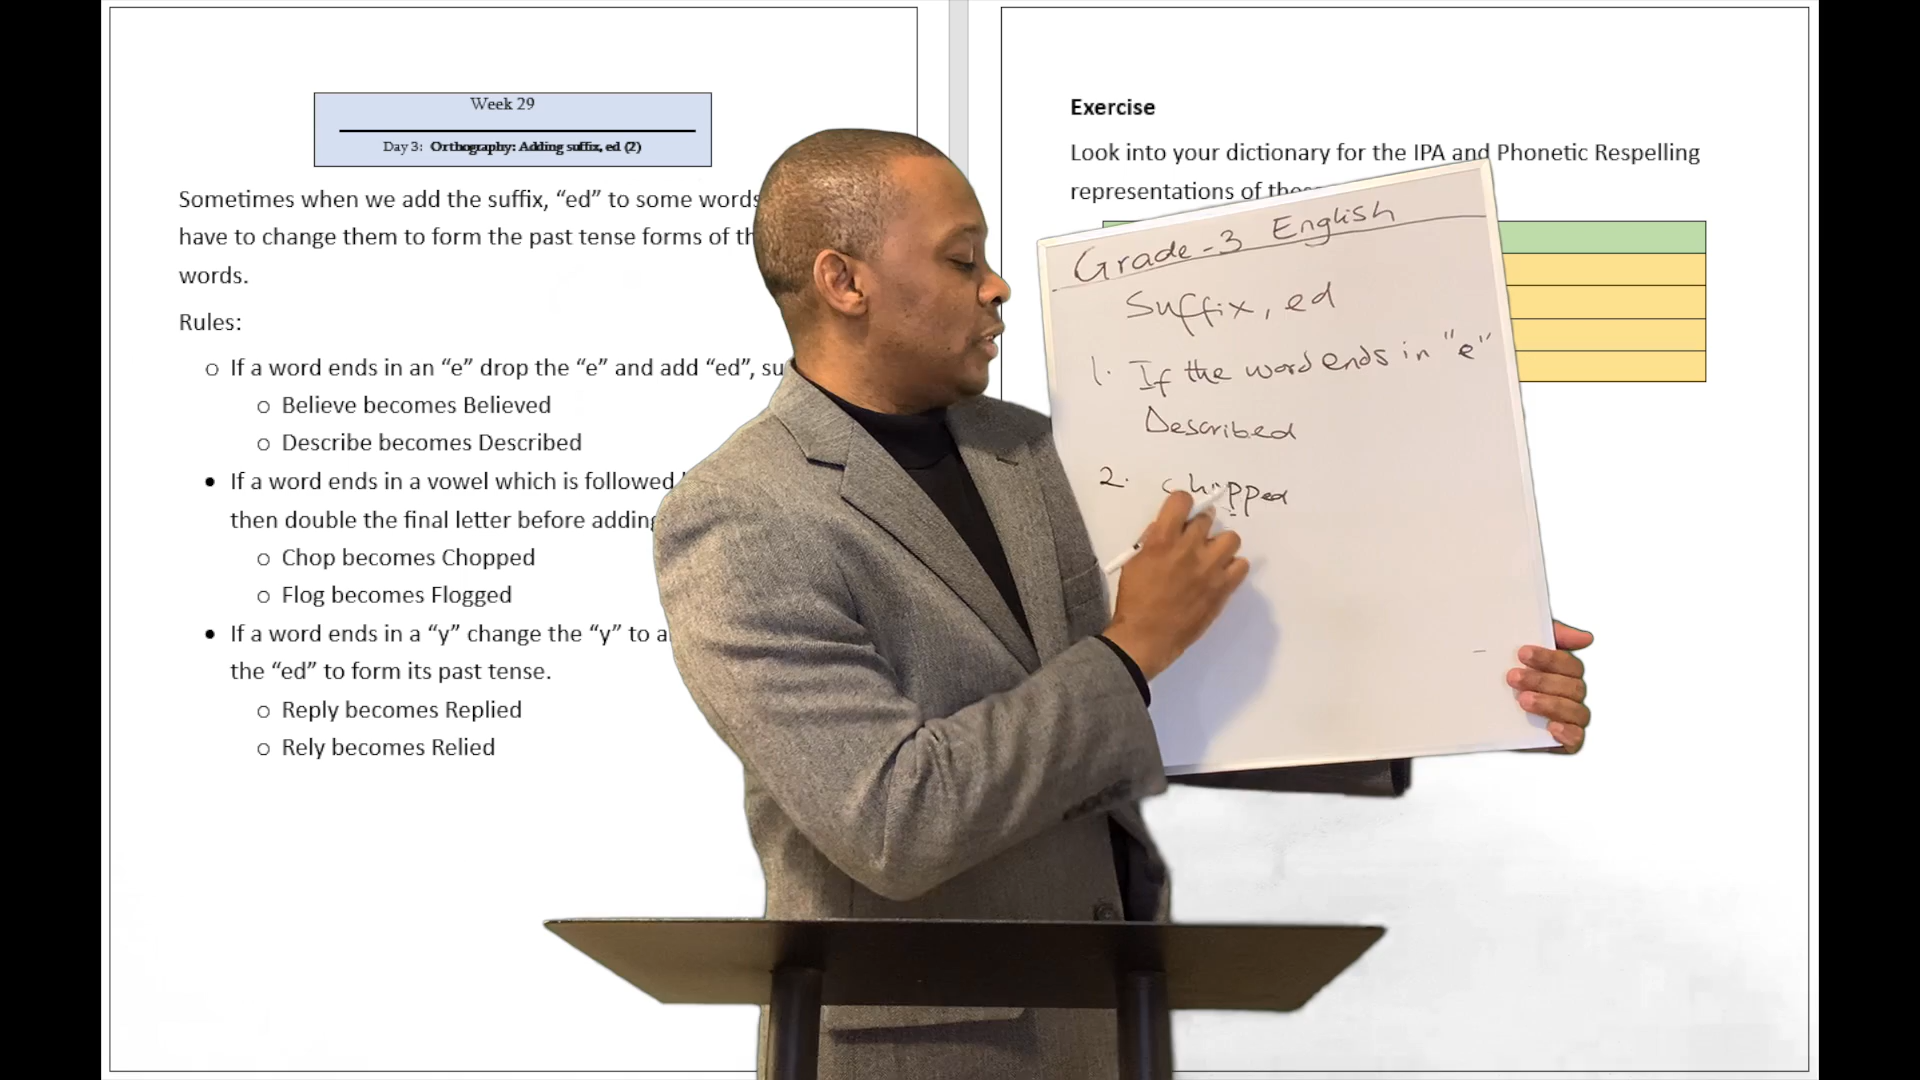 Week 29
Day 3: Orthography: Adding suffix, ed (2)
Sometimes when we add the suffix, “ed” to some words
have to change them to form the past tense forms of
words.
Rules:
If a word ends in an “e” drop the “e” and add “ed”,
Believe becomes Believed
Describe becomes Described
If a word ends in a vowel which is followed
then double the final letter before adding
Chop becomes Chopped
Flog becomes Flogged
If a word ends in a “y” change the “y” to
the “ed” to form its past tense.
Reply becomes Replied
Rely becomes Relied
Exercise
Look into your dictionary for the IPA and Phonetic Respelling
representations of
Grade-3 English
Suffix, ed
1. If the word ends in "e"
Described
2. Chopped